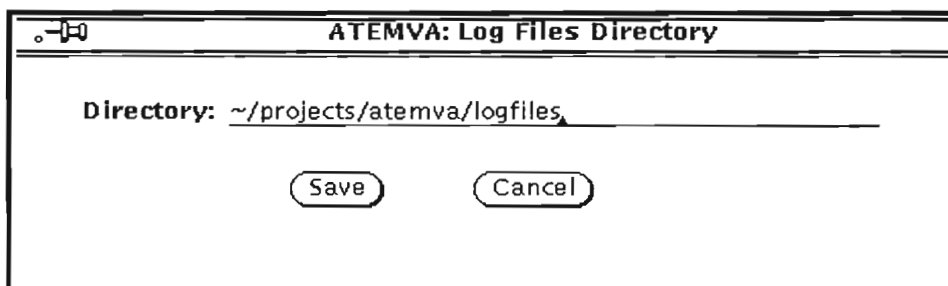 ATEMVA: Log Files Directory
Directory: ~/projects/atemva/logfiles
Save Cancel